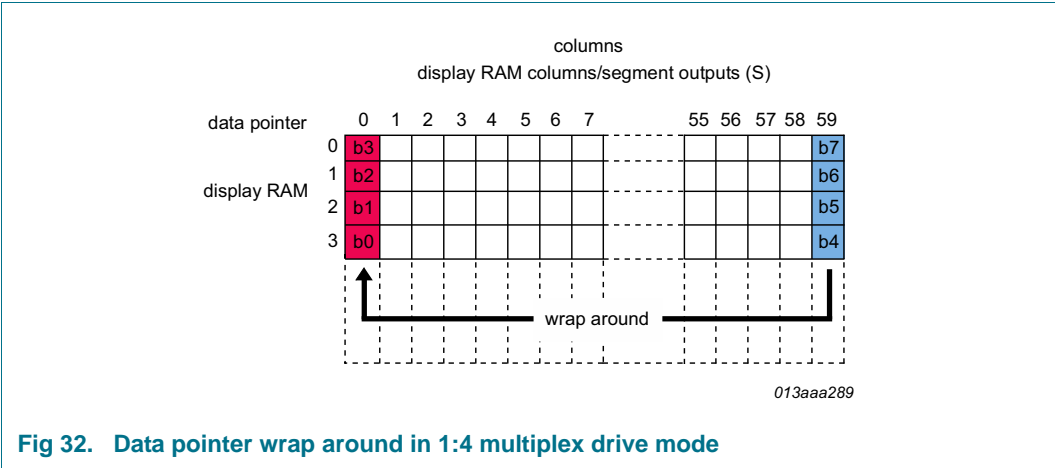 columns
display RAM columns/segment outputs (S)
data pointer 0 1 2 3 4 5 6 7 55 56 57 58 59
0 b3 b7
1 b2 b6
display RAM
2 b1 b5
3 b0 b4
wrap around
013aaa289
Fig 32. Data pointer wrap around in 1:4 multiplex drive mode